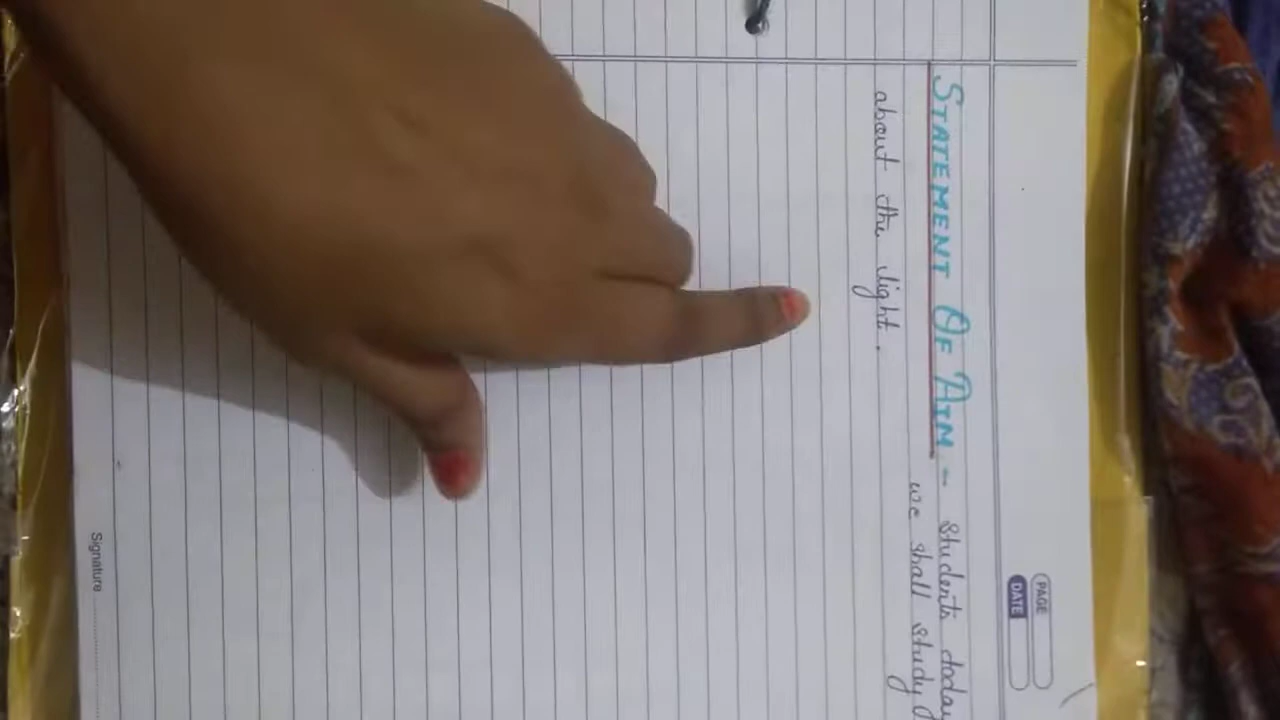 PAGE
DATE
STATEMENT OF AIM - Students today
we shall study
about the light.
Signature